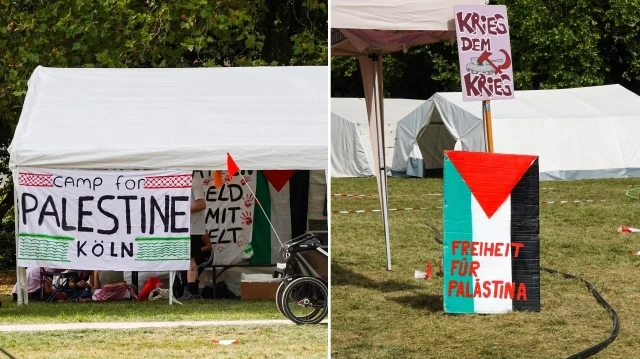 CAMP for
PALESTINE
KÖLN
ELD
MIT
ELT
KRIEG
DEM
KRIEG
FREIHEIT
FÜR
PALÄSTINA